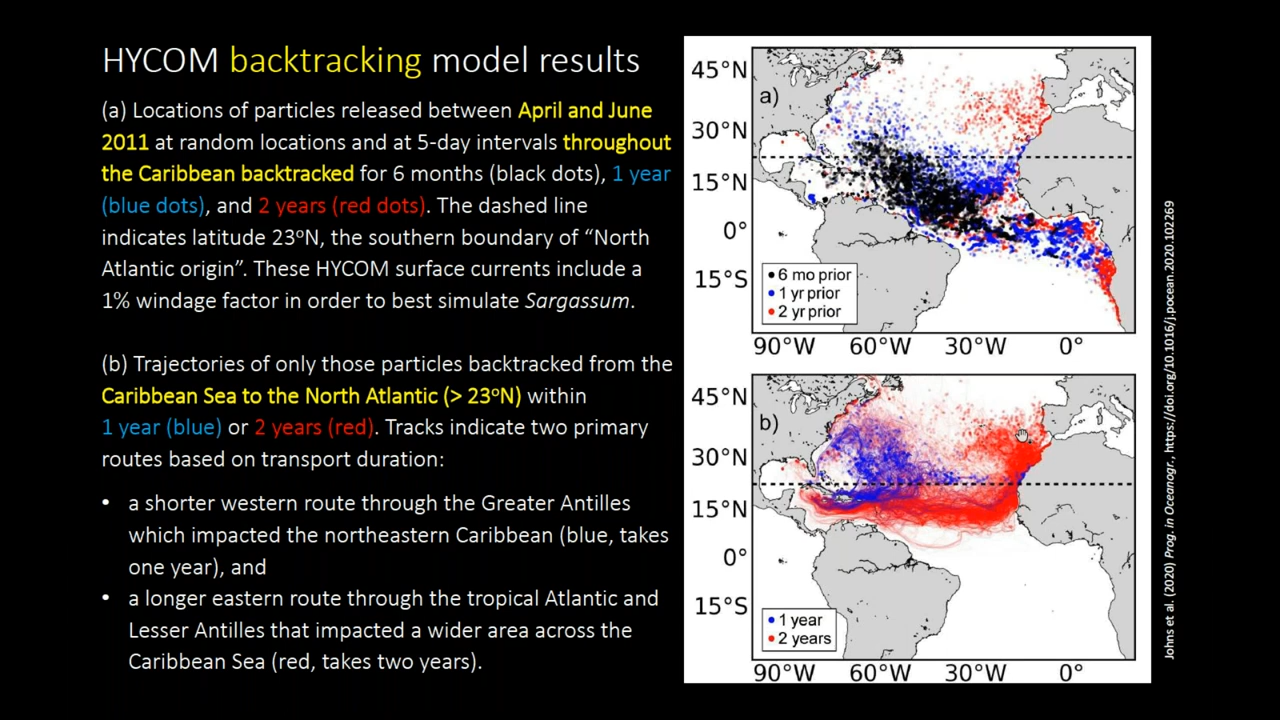 HYCOM backtracking model results
(a) Locations of particles released between April and June
2011 at random locations and at 5-day intervals throughout
the Caribbean backtracked for 6 months (black dots), 1 year
(blue dots), and 2 years (red dots). The dashed line
indicates latitude 23ºN, the southern boundary of “North
Atlantic origin”. These HYCOM surface currents include a
1% windage factor in order to best simulate Sargassum.
(b) Trajectories of only those particles backtracked from the
Caribbean Sea to the North Atlantic (> 23ºN) within
1 year (blue) or 2 years (red). Tracks indicate two primary
routes based on transport duration:
• a shorter western route through the Greater Antilles
which impacted the northeastern Caribbean (blue, takes
one year), and
• a longer eastern route through the tropical Atlantic and
Lesser Antilles that impacted a wider area across the
Caribbean Sea (red, takes two years).
45°N
a)
30°N
15°N
0°
15°S
6 mo prior
1 yr prior
2 yr prior
90°W 60°W 30°W 0°
45°N
b)
30°N
15°N
0°
15°S
1 year
2 years
90°W 60°W 30°W 0°
Johns et al. (2020) Prog. in Oceanogr., https://doi.org/10.1016/j.pocean.2020.102269